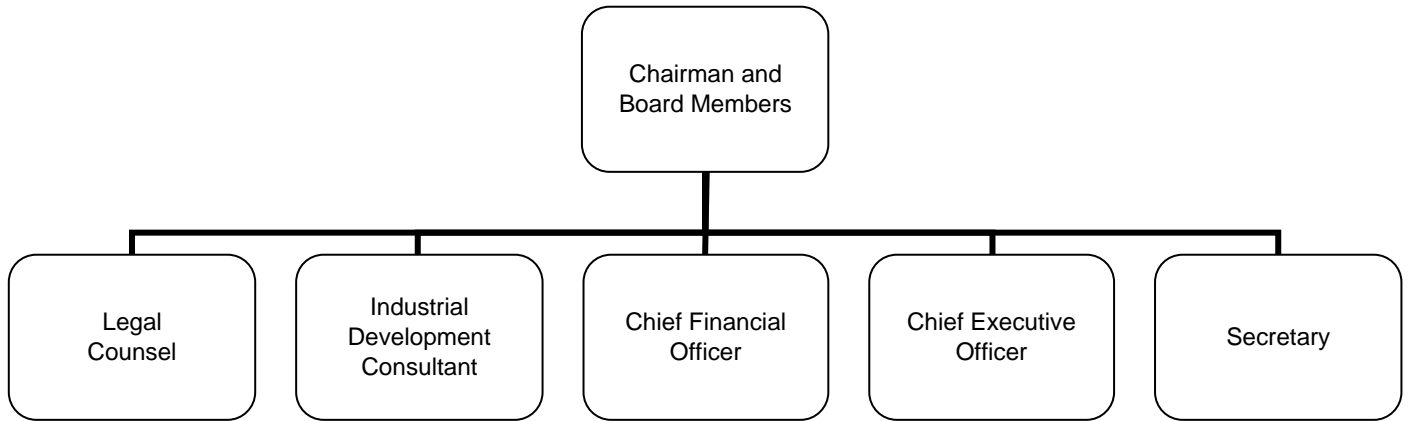 Chairman and
Board Members
Legal
Counsel
Industrial
Development
Consultant
Chief Financial
Officer
Chief Executive
Officer
Secretary